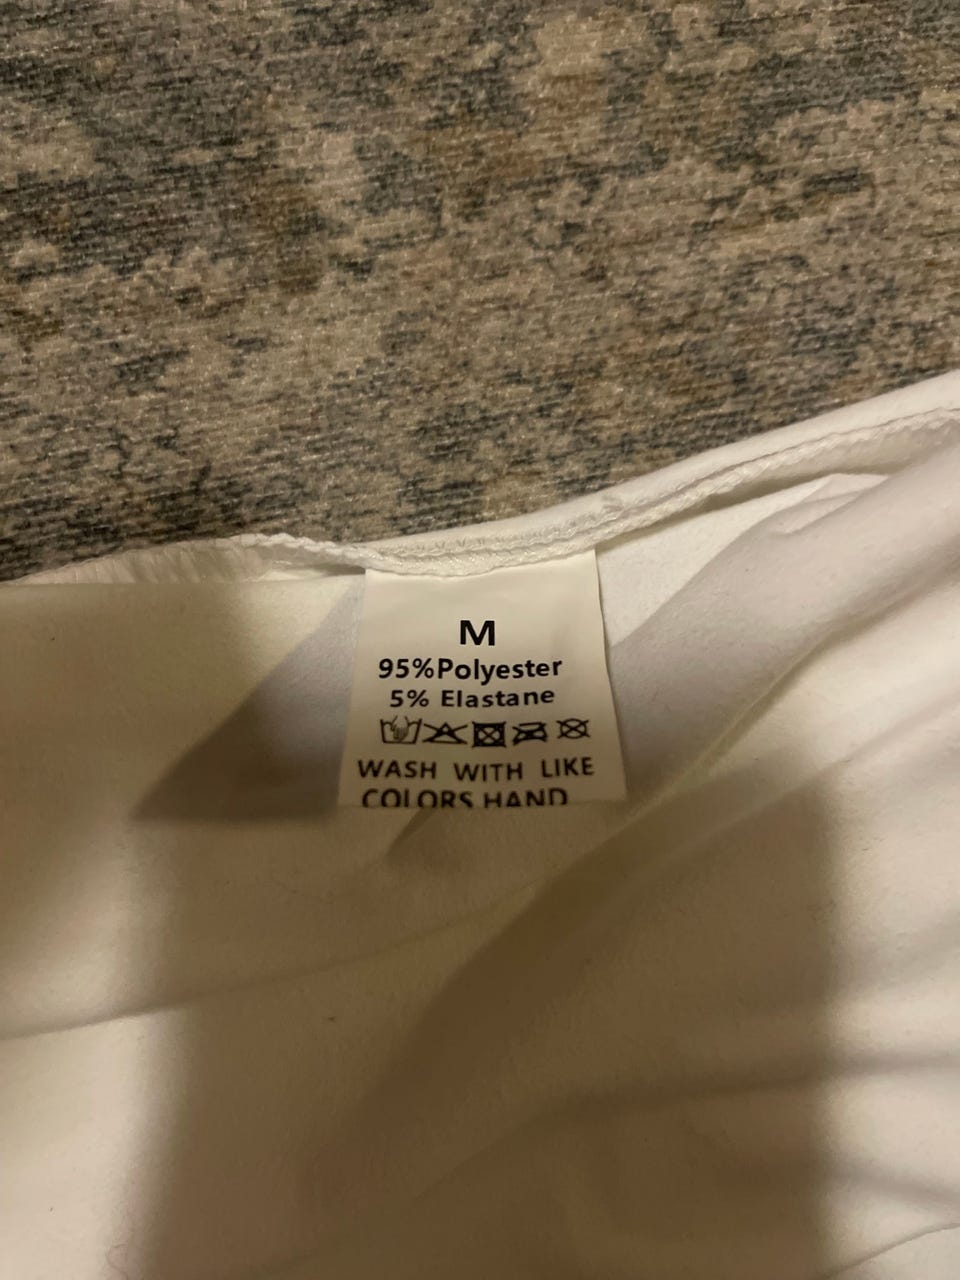 M
95%Polyester
5% Elastane
WASH WITH LIKE
COLORS HAND